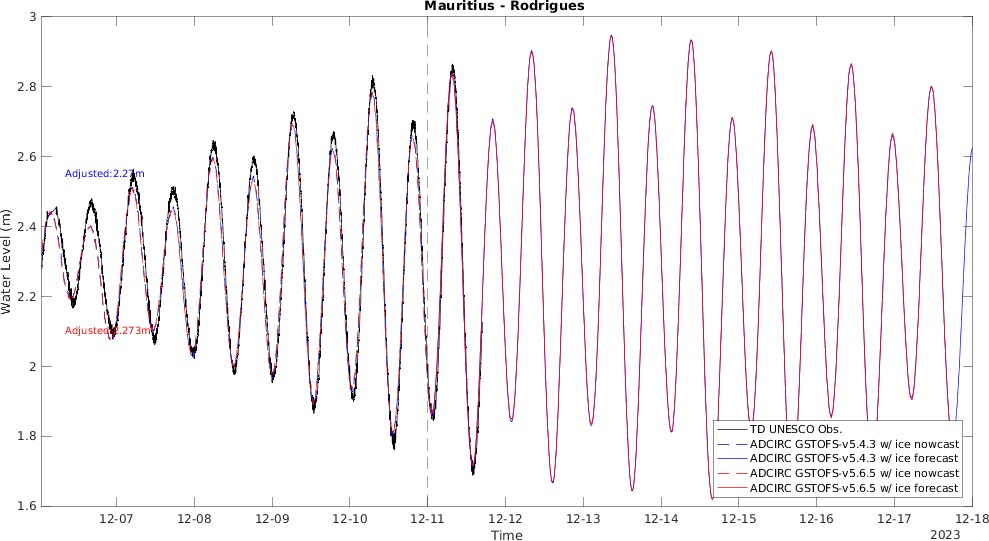 Mauritius - Rodrigues
Water Level (m)
3
2.8
2.6
2.4
2.2
2
1.8
1.6
Adjusted:2.27m
Adjusted:2.273m
TD UNESCO Obs.
ADCIRC GSTOFS-v5.4.3 w/ ice nowcast
ADCIRC GSTOFS-v5.4.3 w/ ice forecast
ADCIRC GSTOFS-v5.6.5 w/ ice nowcast
ADCIRC GSTOFS-v5.6.5 w/ ice forecast
12-07 12-08 12-09 12-10 12-11 12-12 12-13 12-14 12-15 12-16 12-17 12-18
Time
2023